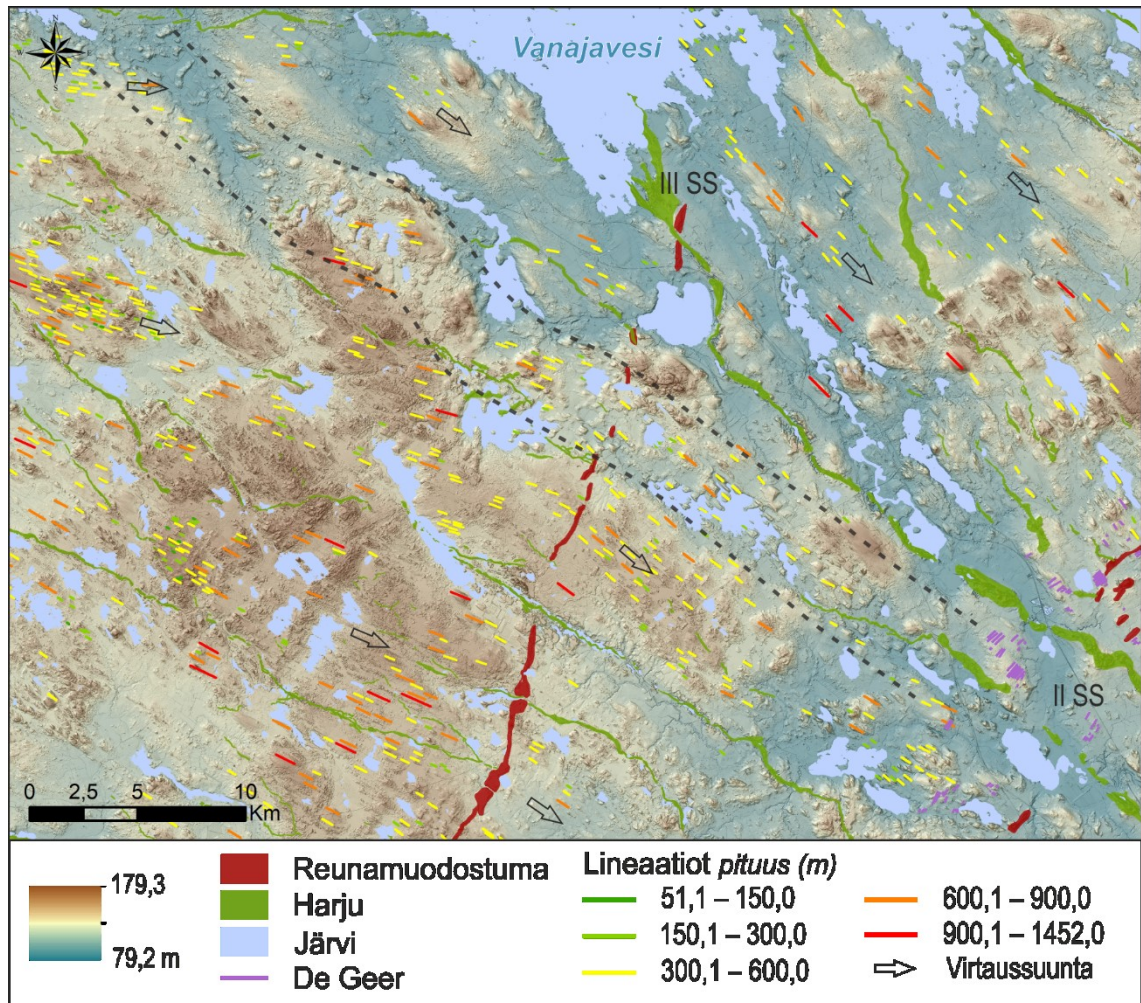 N
W
S
Vanajavesi
III SS
II SS
0 2,5 5 10
Km
179,3
79,2 m
Reunamuodostuma
Harju
Järvi
De Geer
Lineaatiot pituus (m)
51,1 – 150,0
150,1 – 300,0
300,1 – 600,0
600,1 – 900,0
900,1 – 1452,0
Virtaussuunta